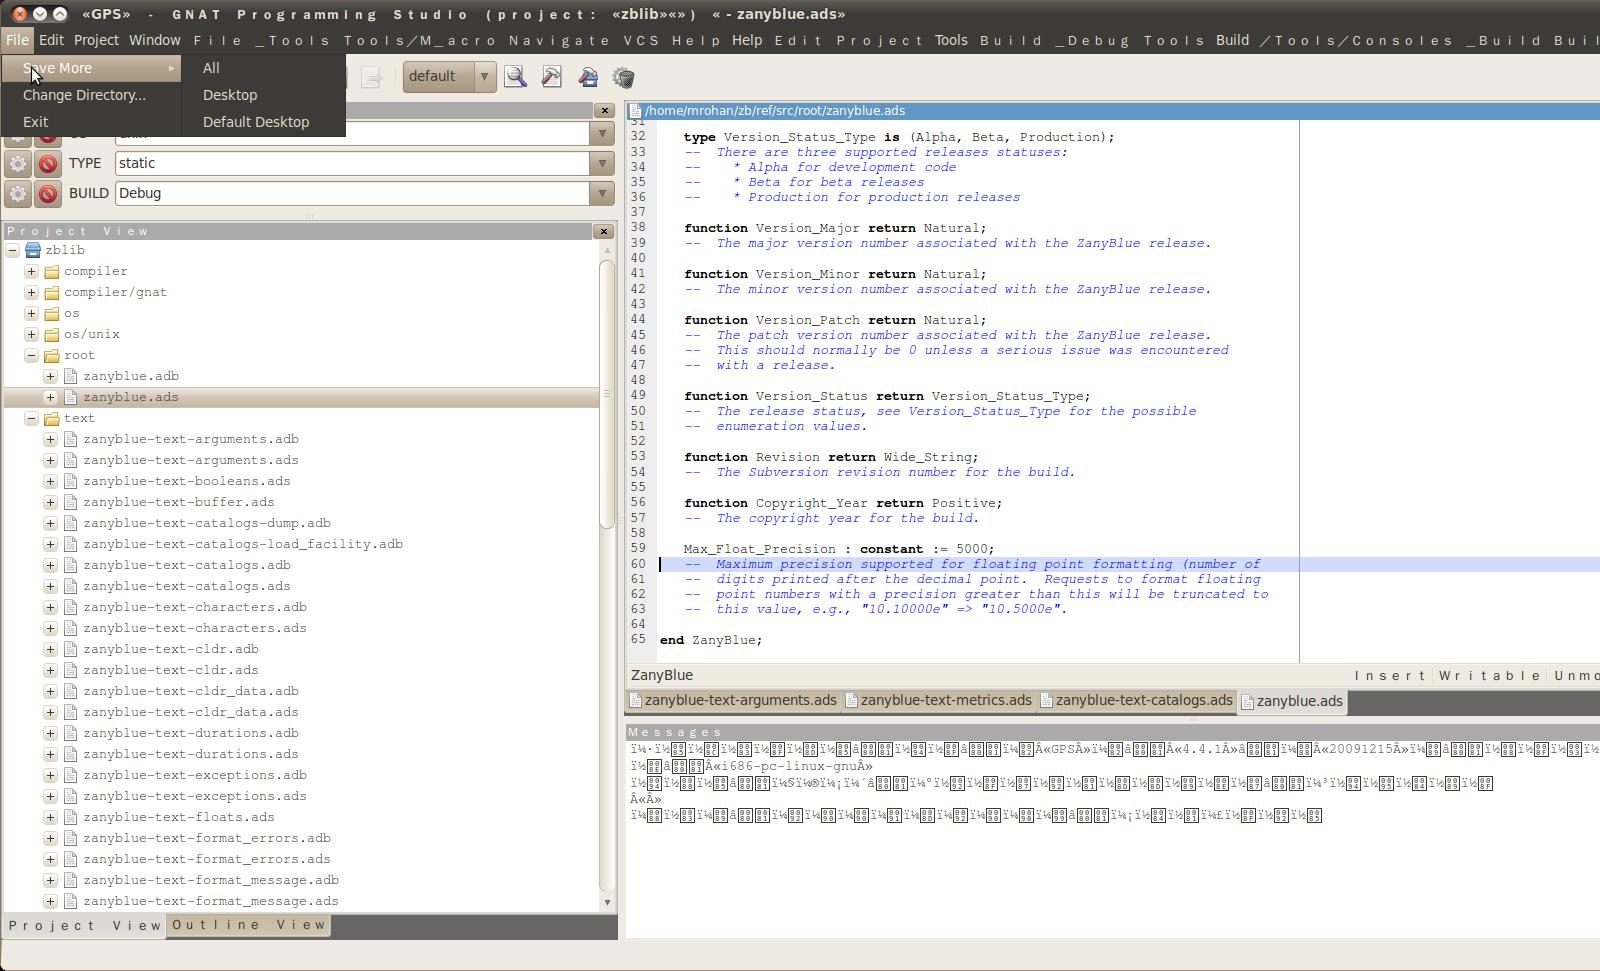 «GPS» - GNAT Programming Studio (project: «zblib»«») « - zanyblue.ads»
File Edit Project Window File _Tools Tools/M_acro Navigate VCS Help Help Edit Project Tools Build _Debug Tools Build /Tools/Consoles _Build Buil
Save More
Change Directory...
Exit
All
Desktop
Default Desktop
default
TYPE static
BUILD Debug
Project View
zblib
compiler
compiler/gnat
os
os/unix
root
zanyblue.adb
zanyblue.ads
text
zanyblue-text-arguments.adb
zanyblue-text-arguments.ads
zanyblue-text-booleans.ads
zanyblue-text-buffer.ads
zanyblue-text-catalogs-dump.adb
zanyblue-text-catalogs-load_facility.adb
zanyblue-text-catalogs.adb
zanyblue-text-catalogs.ads
zanyblue-text-characters.adb
zanyblue-text-characters.ads
zanyblue-text-cldr.adb
zanyblue-text-cldr.ads
zanyblue-text-cldr_data.adb
zanyblue-text-cldr_data.ads
zanyblue-text-durations.adb
zanyblue-text-durations.ads
zanyblue-text-exceptions.adb
zanyblue-text-exceptions.ads
zanyblue-text-floats.ads
zanyblue-text-format_errors.adb
zanyblue-text-format_errors.ads
zanyblue-text-format_message.adb
zanyblue-text-format_message.ads
Project View Outline View
/home/mrohan/zb/ref/src/root/zanyblue.ads
31
32 type Version_Status_Type is (Alpha, Beta, Production);
33 -- There are three supported releases statuses:
34 -- * Alpha for development code
35 -- * Beta for beta releases
36 -- * Production for production releases
37
38 function Version_Major return Natural;
39 -- The major version number associated with the ZanyBlue release.
40
41 function Version_Minor return Natural;
42 -- The minor version number associated with the ZanyBlue release.
43
44 function Version_Patch return Natural;
45 -- The patch version number associated with the ZanyBlue release.
46 -- This should normally be 0 unless a serious issue was encountered
47 -- with a release.
48
49 function Version_Status return Version_Status_Type;
50 -- The release status, see Version_Status_Type for the possible
51 -- enumeration values.
52
53 function Revision return Wide_String;
54 -- The Subversion revision number for the build.
55
56 function Copyright_Year return Positive;
57 -- The copyright year for the build.
58
59 Max_Float_Precision : constant := 5000;
60 -- Maximum precision supported for floating point formatting (number of
61 -- digits printed after the decimal point. Requests to format floating
62 -- point numbers with a precision greater than this will be truncated to
63 -- this value, e.g., "10.10000e" => "10.5000e".
64
65 end ZanyBlue;
ZanyBlue Insert Writable Unmo
zanyblue-text-arguments.ads zanyblue-text-metrics.ads zanyblue-text-catalogs.ads zanyblue.ads
Messages
«GPSÂ» «4.4.1Â» «20091215Â»
«i686-pc-linux-gnuÂ»
Â«Â»